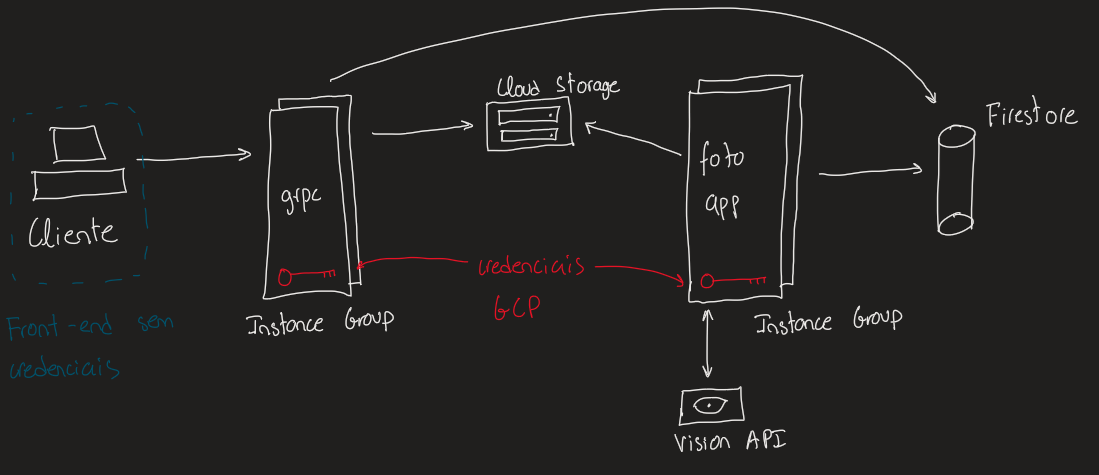 Cloud Storage
Firestore
foto
app
grpc
Cliente
credenciais
GCP
Front-end sem
credenciais
Instance Group
Instance Group
Vision API